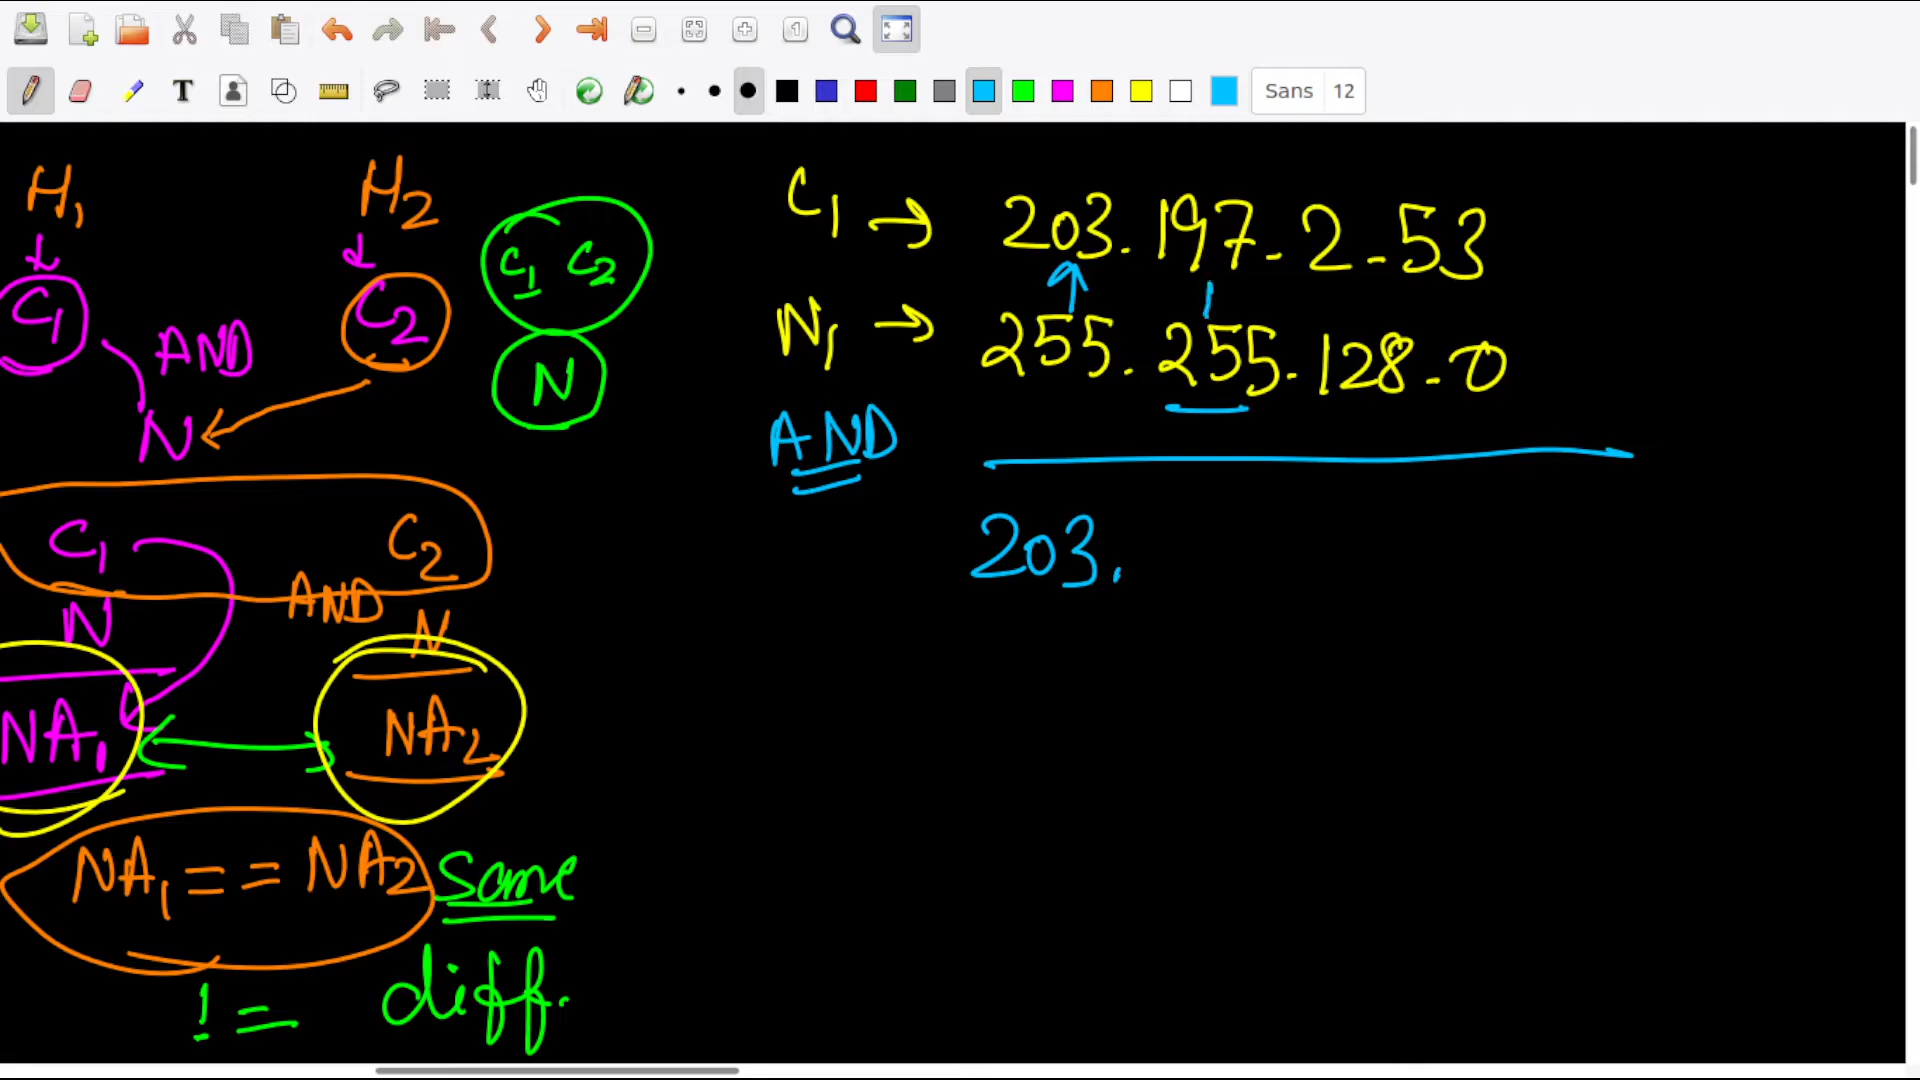 Sans 12
H1 H2
C1 C2
AND
N
C1 C2
N
C1 C2
AND
N N
NA1 NA2
NA1 == NA2 Same
!= diff.
C1 → 203.197.2.53
N1 → 255.255.128.0
AND
203.